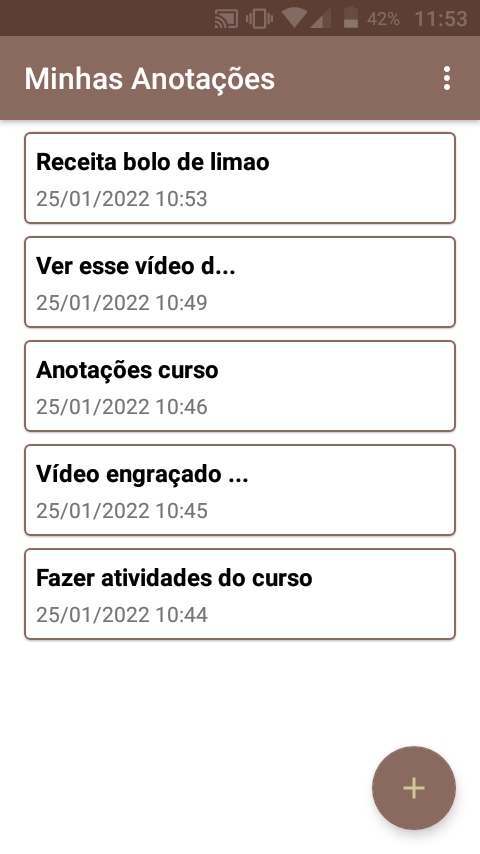 42% 11:53
Minhas Anotações
Receita bolo de limao
25/01/2022 10:53
Ver esse vídeo d...
25/01/2022 10:49
Anotações curso
25/01/2022 10:46
Vídeo engraçado ...
25/01/2022 10:45
Fazer atividades do curso
25/01/2022 10:44
+